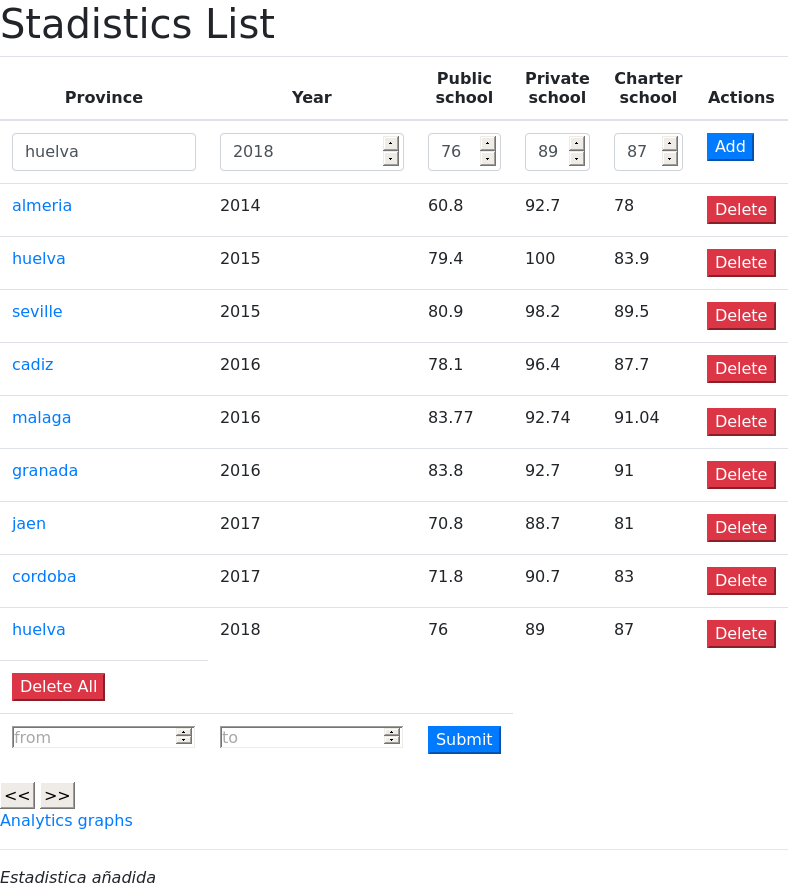 Stadistics List
Province Year Public school Private school Charter school Actions
huelva 2018 76 89 87 Add
almeria 2014 60.8 92.7 78 Delete
huelva 2015 79.4 100 83.9 Delete
seville 2015 80.9 98.2 89.5 Delete
cadiz 2016 78.1 96.4 87.7 Delete
malaga 2016 83.77 92.74 91.04 Delete
granada 2016 83.8 92.7 91 Delete
jaen 2017 70.8 88.7 81 Delete
cordoba 2017 71.8 90.7 83 Delete
huelva 2018 76 89 87 Delete
Delete All
from to Submit
<< >>
Analytics graphs
Estadistica añadida